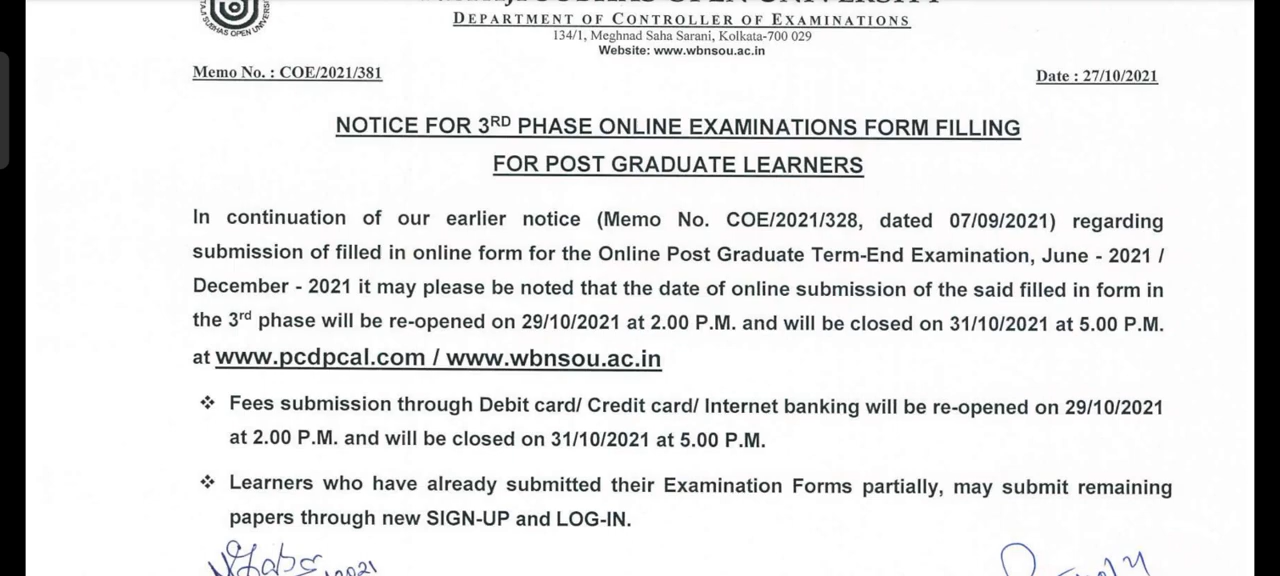 SUBHAS OPEN UNIVERSITY
DEPARTMENT OF CONTROLLER OF EXAMINATIONS
134/1, Meghnad Saha Sarani, Kolkata-700 029
Website: www.wbnsou.ac.in
Memo No. : COE/2021/381
Date : 27/10/2021
NOTICE FOR 3RD PHASE ONLINE EXAMINATIONS FORM FILLING
FOR POST GRADUATE LEARNERS
In continuation of our earlier notice (Memo No. COE/2021/328, dated 07/09/2021) regarding
submission of filled in online form for the Online Post Graduate Term-End Examination, June - 2021 /
December - 2021 it may please be noted that the date of online submission of the said filled in form in
the 3rd phase will be re-opened on 29/10/2021 at 2.00 P.M. and will be closed on 31/10/2021 at 5.00 P.M.
at www.pcdpcal.com / www.wbnsou.ac.in
❖ Fees submission through Debit card/ Credit card/ Internet banking will be re-opened on 29/10/2021
at 2.00 P.M. and will be closed on 31/10/2021 at 5.00 P.M.
❖ Learners who have already submitted their Examination Forms partially, may submit remaining
papers through new SIGN-UP and LOG-IN.